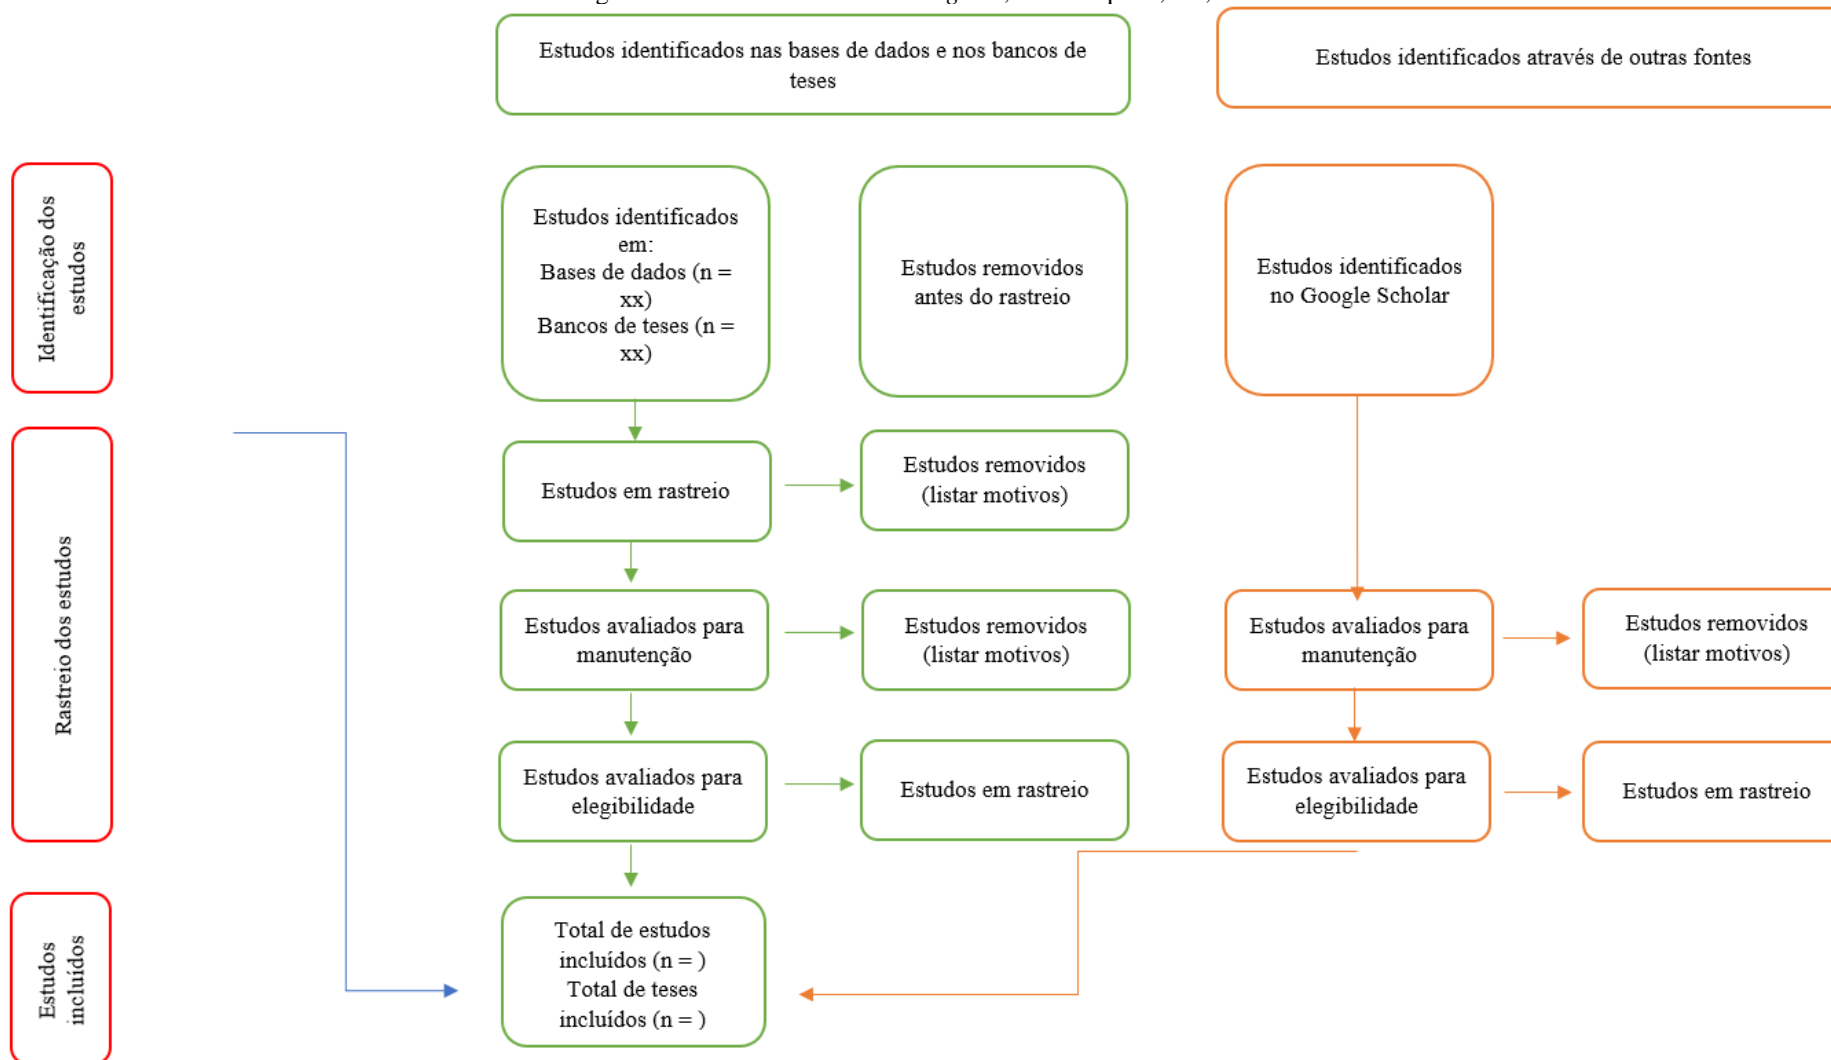 Estudos identificados nas bases de dados e nos bancos de
teses
Estudos identificados através de outras fontes
Identificação dos
estudos
Estudos identificados
em:
Bases de dados (n =
xx)
Bancos de teses (n =
xx)
Estudos removidos
antes do rastreio
Estudos identificados
no Google Scholar
Rastreio dos estudos
Estudos em rastreio
Estudos removidos
(listar motivos)
Estudos avaliados para
manutenção
Estudos removidos
(listar motivos)
Estudos avaliados para
manutenção
Estudos removidos
(listar motivos)
Estudos avaliados para
elegibilidade
Estudos em rastreio
Estudos avaliados para
elegibilidade
Estudos em rastreio
Estudos
incluídos
Total de estudos
incluídos (n = )
Total de teses
incluídos (n = )